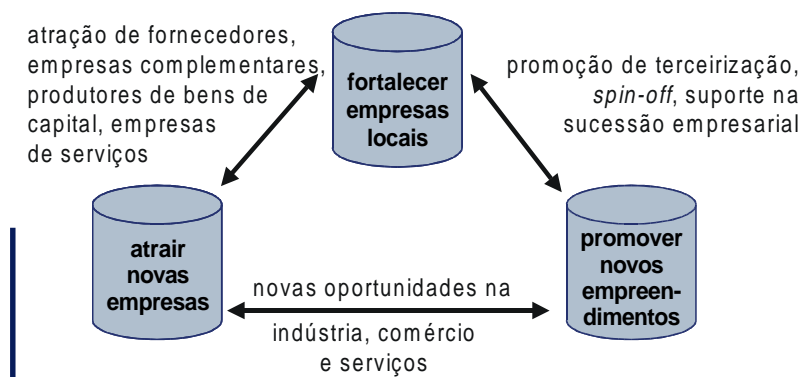 atração de fornecedores,
empresas complementares,
produtores de bens de
capital, empresas
de serviços
fortalecer
empresas
locais
promoção de terceirização,
spin-off, suporte na
sucessão empresarial
atrair
novas
empresas
novas oportunidades na
indústria, comércio
e serviços
promover
novos
empreen-
dimentos